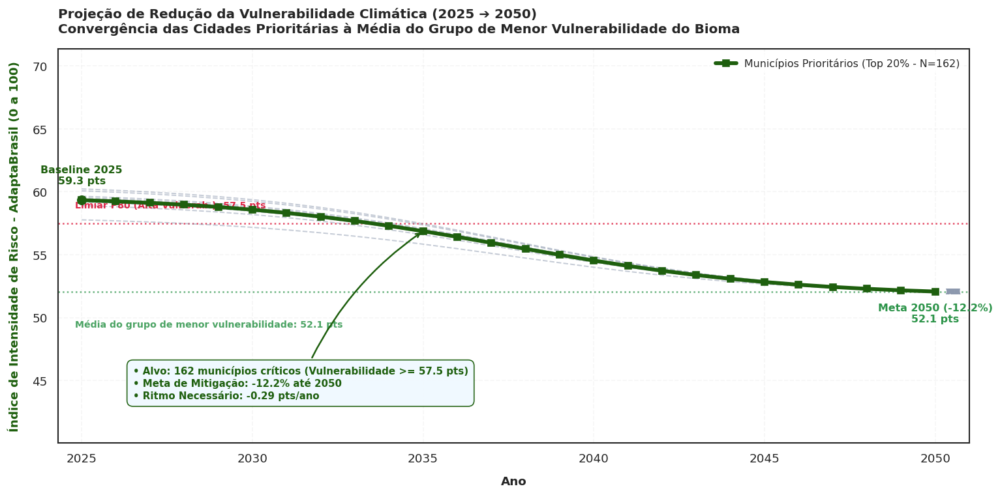 Projeção de Redução da Vulnerabilidade Climática (2025 → 2050)
Convergência das Cidades Prioritárias à Média do Grupo de Menor Vulnerabilidade do Bioma
Índice de Intensidade de Risco - AdaptaBrasil (0 a 100)
70
65
60
55
50
45
Municípios Prioritários (Top 20% - N=162)
Baseline 2025
59.3 pts
Limiar P80 (Alta Vulnerab.): 57.5 pts
Média do grupo de menor vulnerabilidade: 52.1 pts
Meta 2050 (-12.2%)
52.1 pts
• Alvo: 162 municípios críticos (Vulnerabilidade >= 57.5 pts)
• Meta de Mitigação: -12.2% até 2050
• Ritmo Necessário: -0.29 pts/ano
2025
2030
2035
2040
2045
2050
Ano